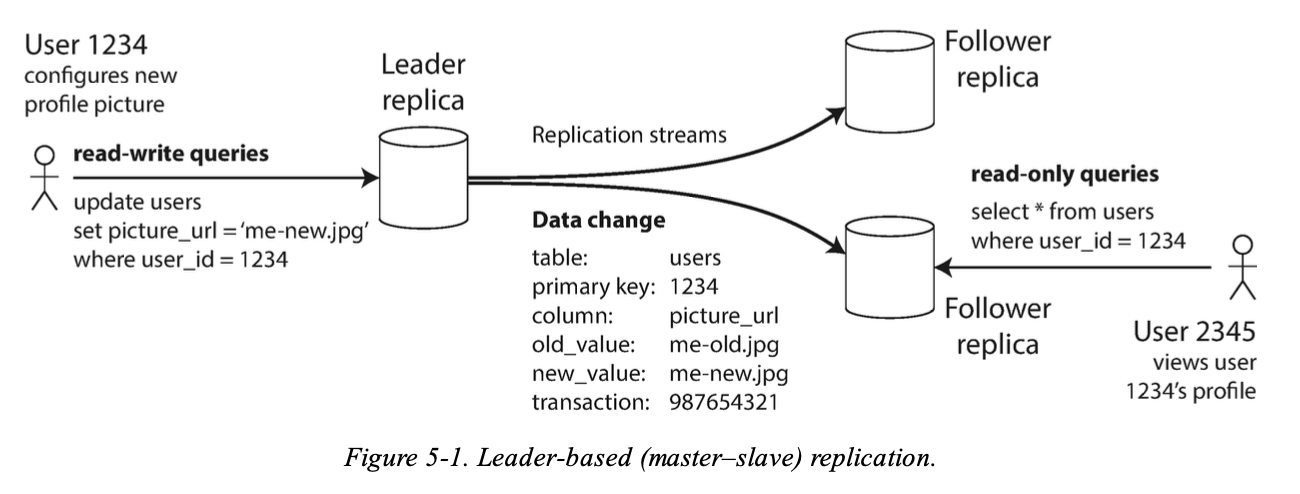 User 1234
configures new
profile picture
read-write queries
update users
set picture_url = ‘me-new.jpg’
where user_id = 1234
Leader
replica
Replication streams
Data change
table: users
primary key: 1234
column: picture_url
old_value: me-old.jpg
new_value: me-new.jpg
transaction: 987654321
Follower
replica
read-only queries
select * from users
where user_id = 1234
Follower
replica
User 2345
views user
1234’s profile
Figure 5-1. Leader-based (master–slave) replication.